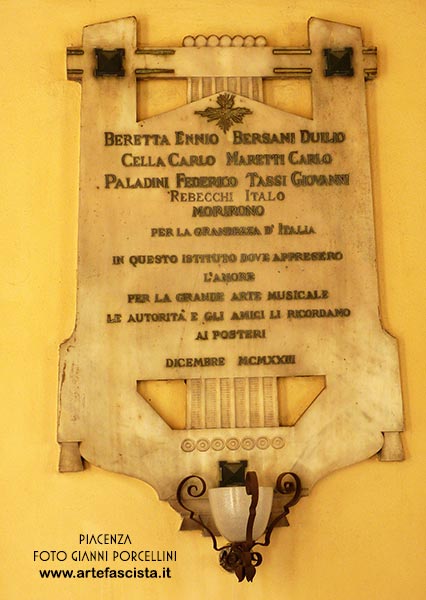 BERETTA ENNIO BERSANI DUILIO
CELLA CARLO MARETTI CARLO
PALADINI FEDERICO TASSI GIOVANNI
REBECCHI ITALO
MORIRONO
PER LA GRANDEZZA D'ITALIA
IN QUESTO ISTITUTO DOVE APPRESERO
L'AMORE
PER LA GRANDE ARTE MUSICALE
LE AUTORITÀ E GLI AMICI LI RICORDANO
AI POSTERI
DICEMBRE MCMXXIII
PIACENZA
FOTO GIANNI PORCELLINI
www.artefascista.it